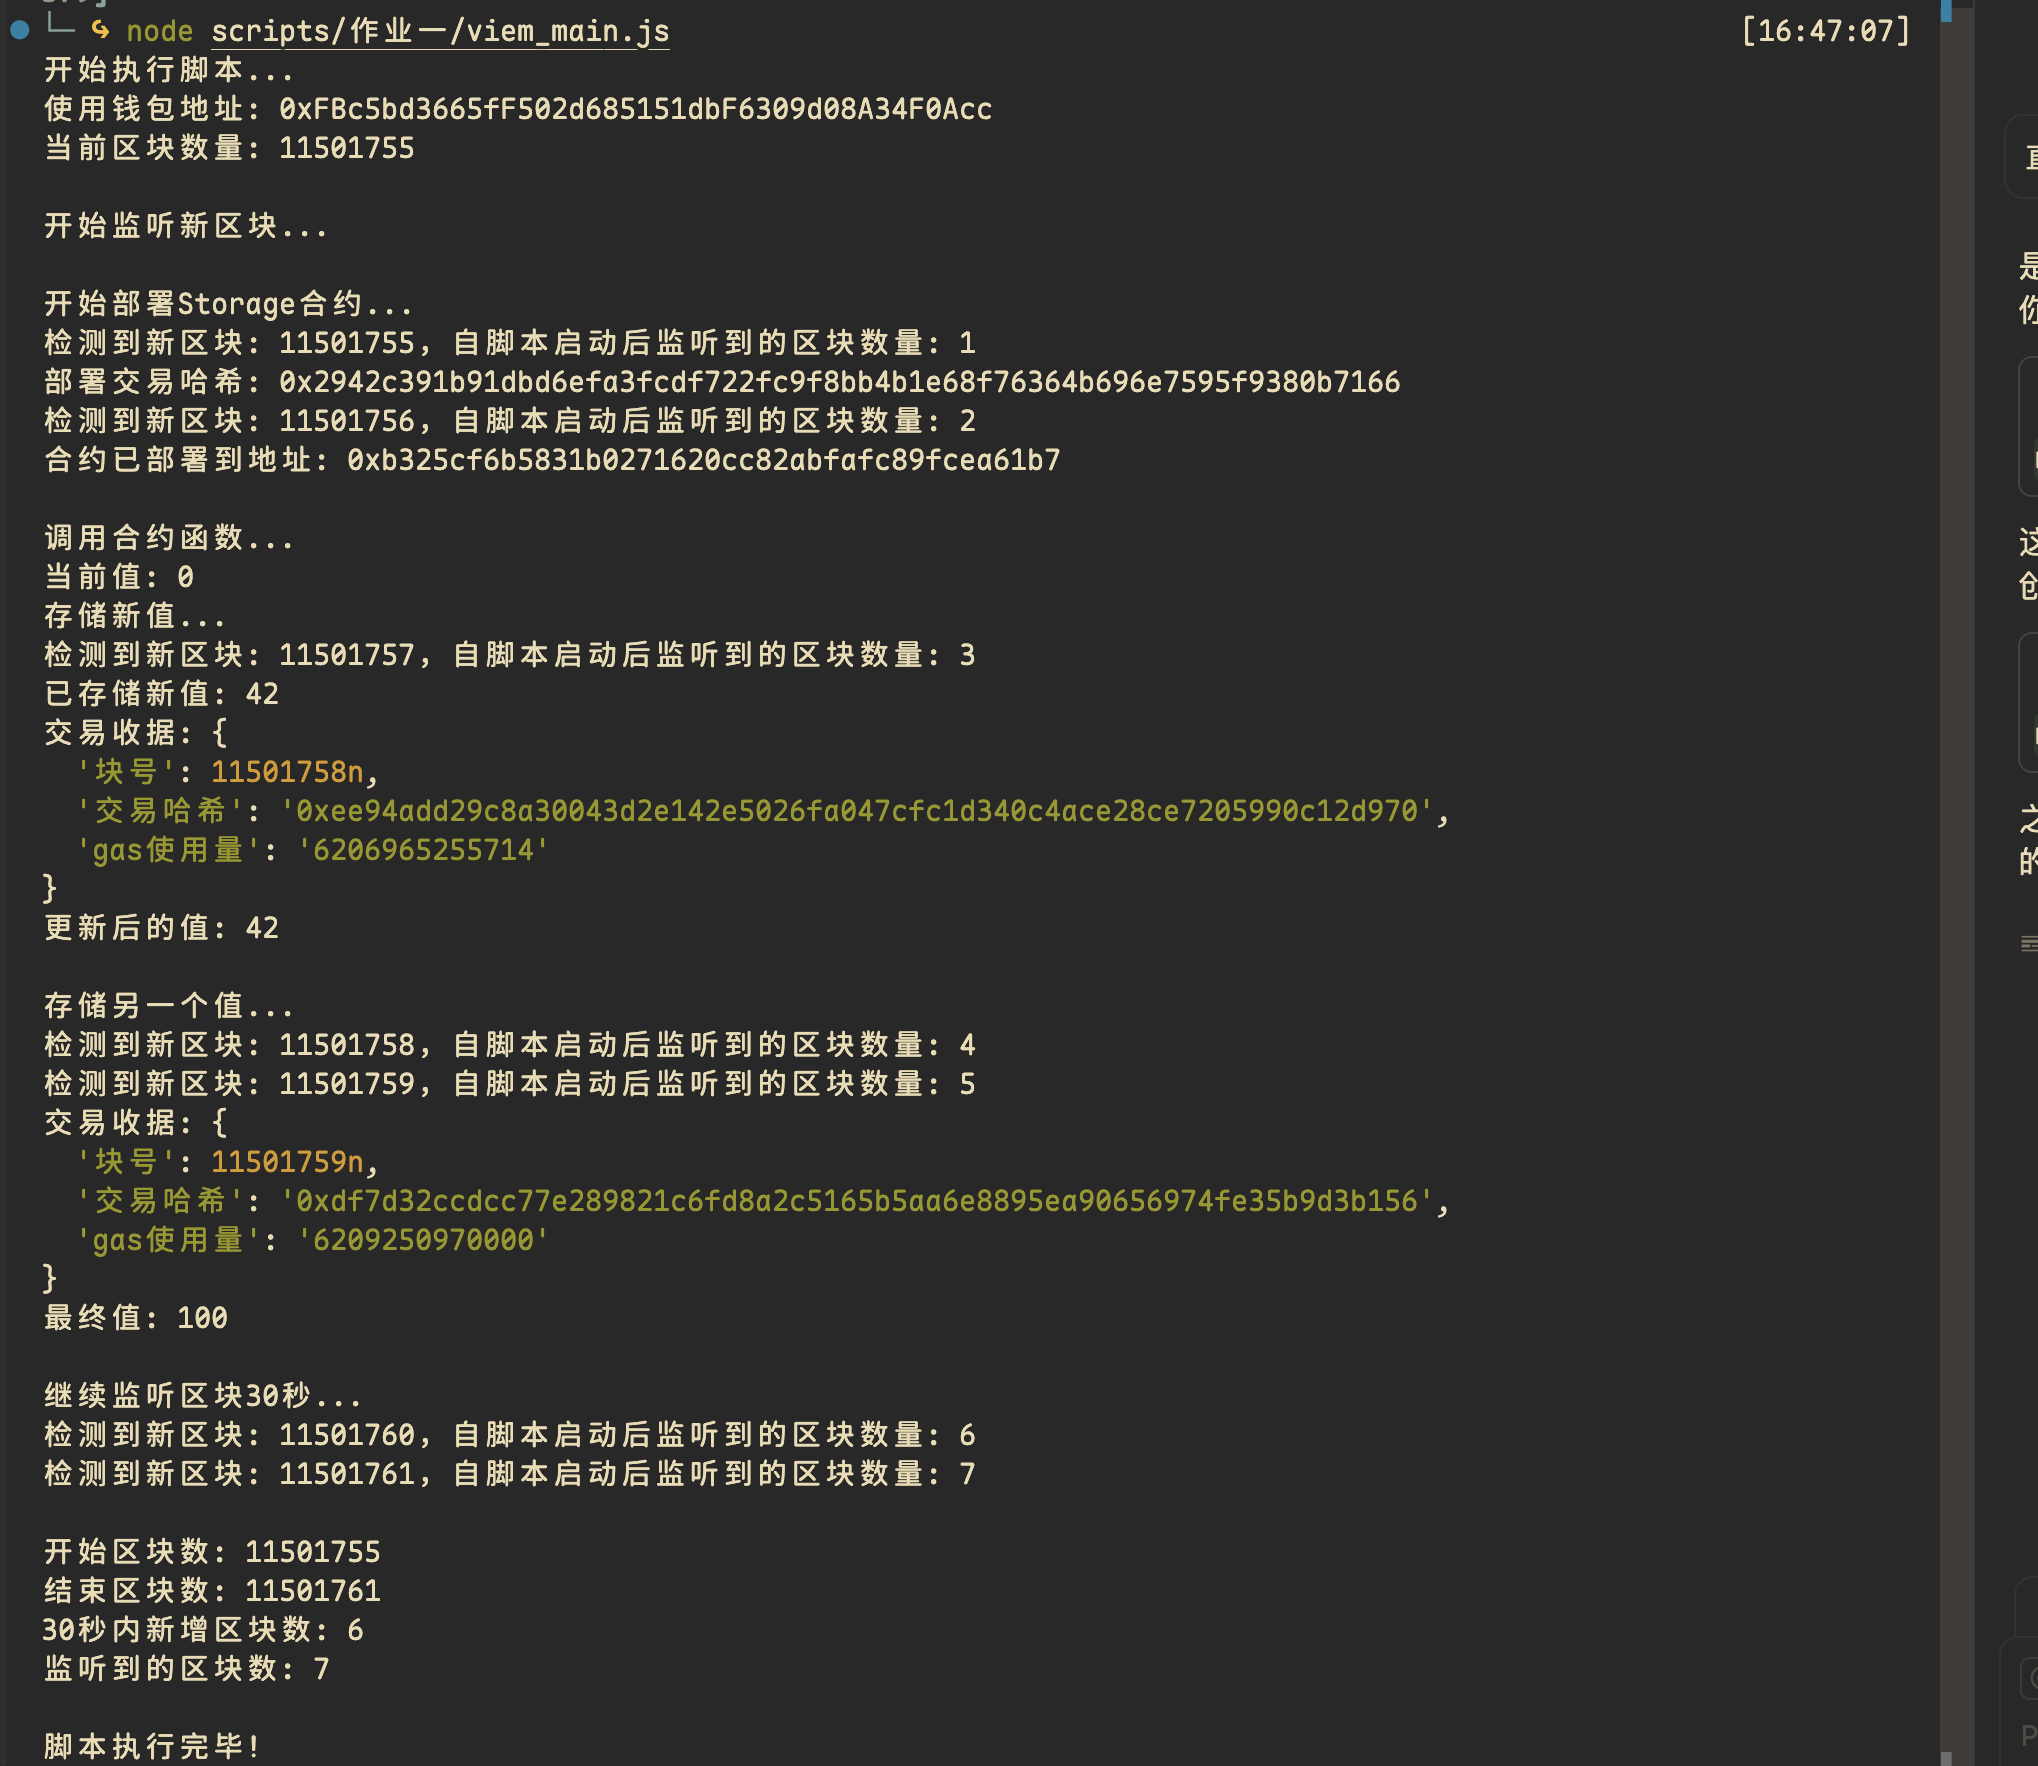 node scripts/作业一/viem_main.js [16:47:07]
开始执行脚本...
使用钱包地址: 0xFBc5bd3665fF502d685151dbF6309d08A34F0Acc
当前区块数量: 11501755
开始监听新区块...
开始部署Storage合约...
检测到新区块: 11501755, 自脚本启动后监听到的区块数量: 1
部署交易哈希: 0x2942c391b91dbd6efa3fcdf722fc9f8bb4b1e68f76364b696e7595f9380b7166
检测到新区块: 11501756, 自脚本启动后监听到的区块数量: 2
合约已部署到地址: 0xb325cf6b5831b0271620cc82abfafc89fcea61b7
调用合约函数...
当前值: 0
存储新值...
检测到新区块: 11501757, 自脚本启动后监听到的区块数量: 3
已存储新值: 42
交易收据: {
'块号': 11501758n,
'交易哈希': '0xee94add29c8a30043d2e142e5026fa047cfc1d340c4ace28ce7205990c12d970',
'gas使用量': '6206965255714'
}
更新后的值: 42
存储另一个值...
检测到新区块: 11501758, 自脚本启动后监听到的区块数量: 4
检测到新区块: 11501759, 自脚本启动后监听到的区块数量: 5
交易收据: {
'块号': 11501759n,
'交易哈希': '0xdf7d32ccdcc77e289821c6fd8a2c5165b5aa6e8895ea90656974fe35b9d3b156',
'gas使用量': '6209250970000'
}
最终值: 100
继续监听区块30秒...
检测到新区块: 11501760, 自脚本启动后监听到的区块数量: 6
检测到新区块: 11501761, 自脚本启动后监听到的区块数量: 7
开始区块数: 11501755
结束区块数: 11501761
30秒内新增区块数: 6
监听到的区块数: 7
脚本执行完毕!